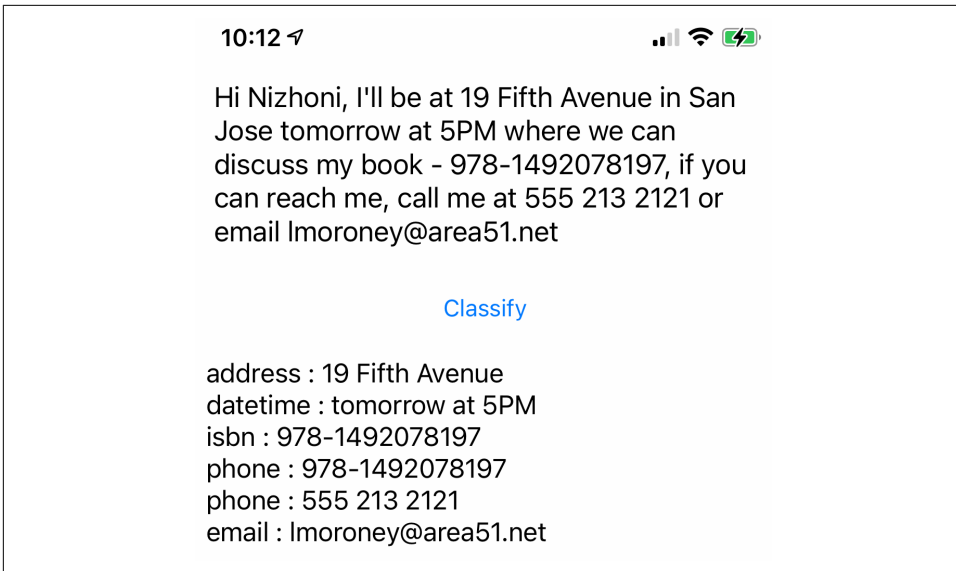 10:12
Hi Nizhoni, I'll be at 19 Fifth Avenue in San
Jose tomorrow at 5PM where we can
discuss my book - 978-1492078197, if you
can reach me, call me at 555 213 2121 or
email lmoroney@area51.net
Classify
address : 19 Fifth Avenue
datetime : tomorrow at 5PM
isbn : 978-1492078197
phone : 978-1492078197
phone : 555 213 2121
email : lmoroney@area51.net